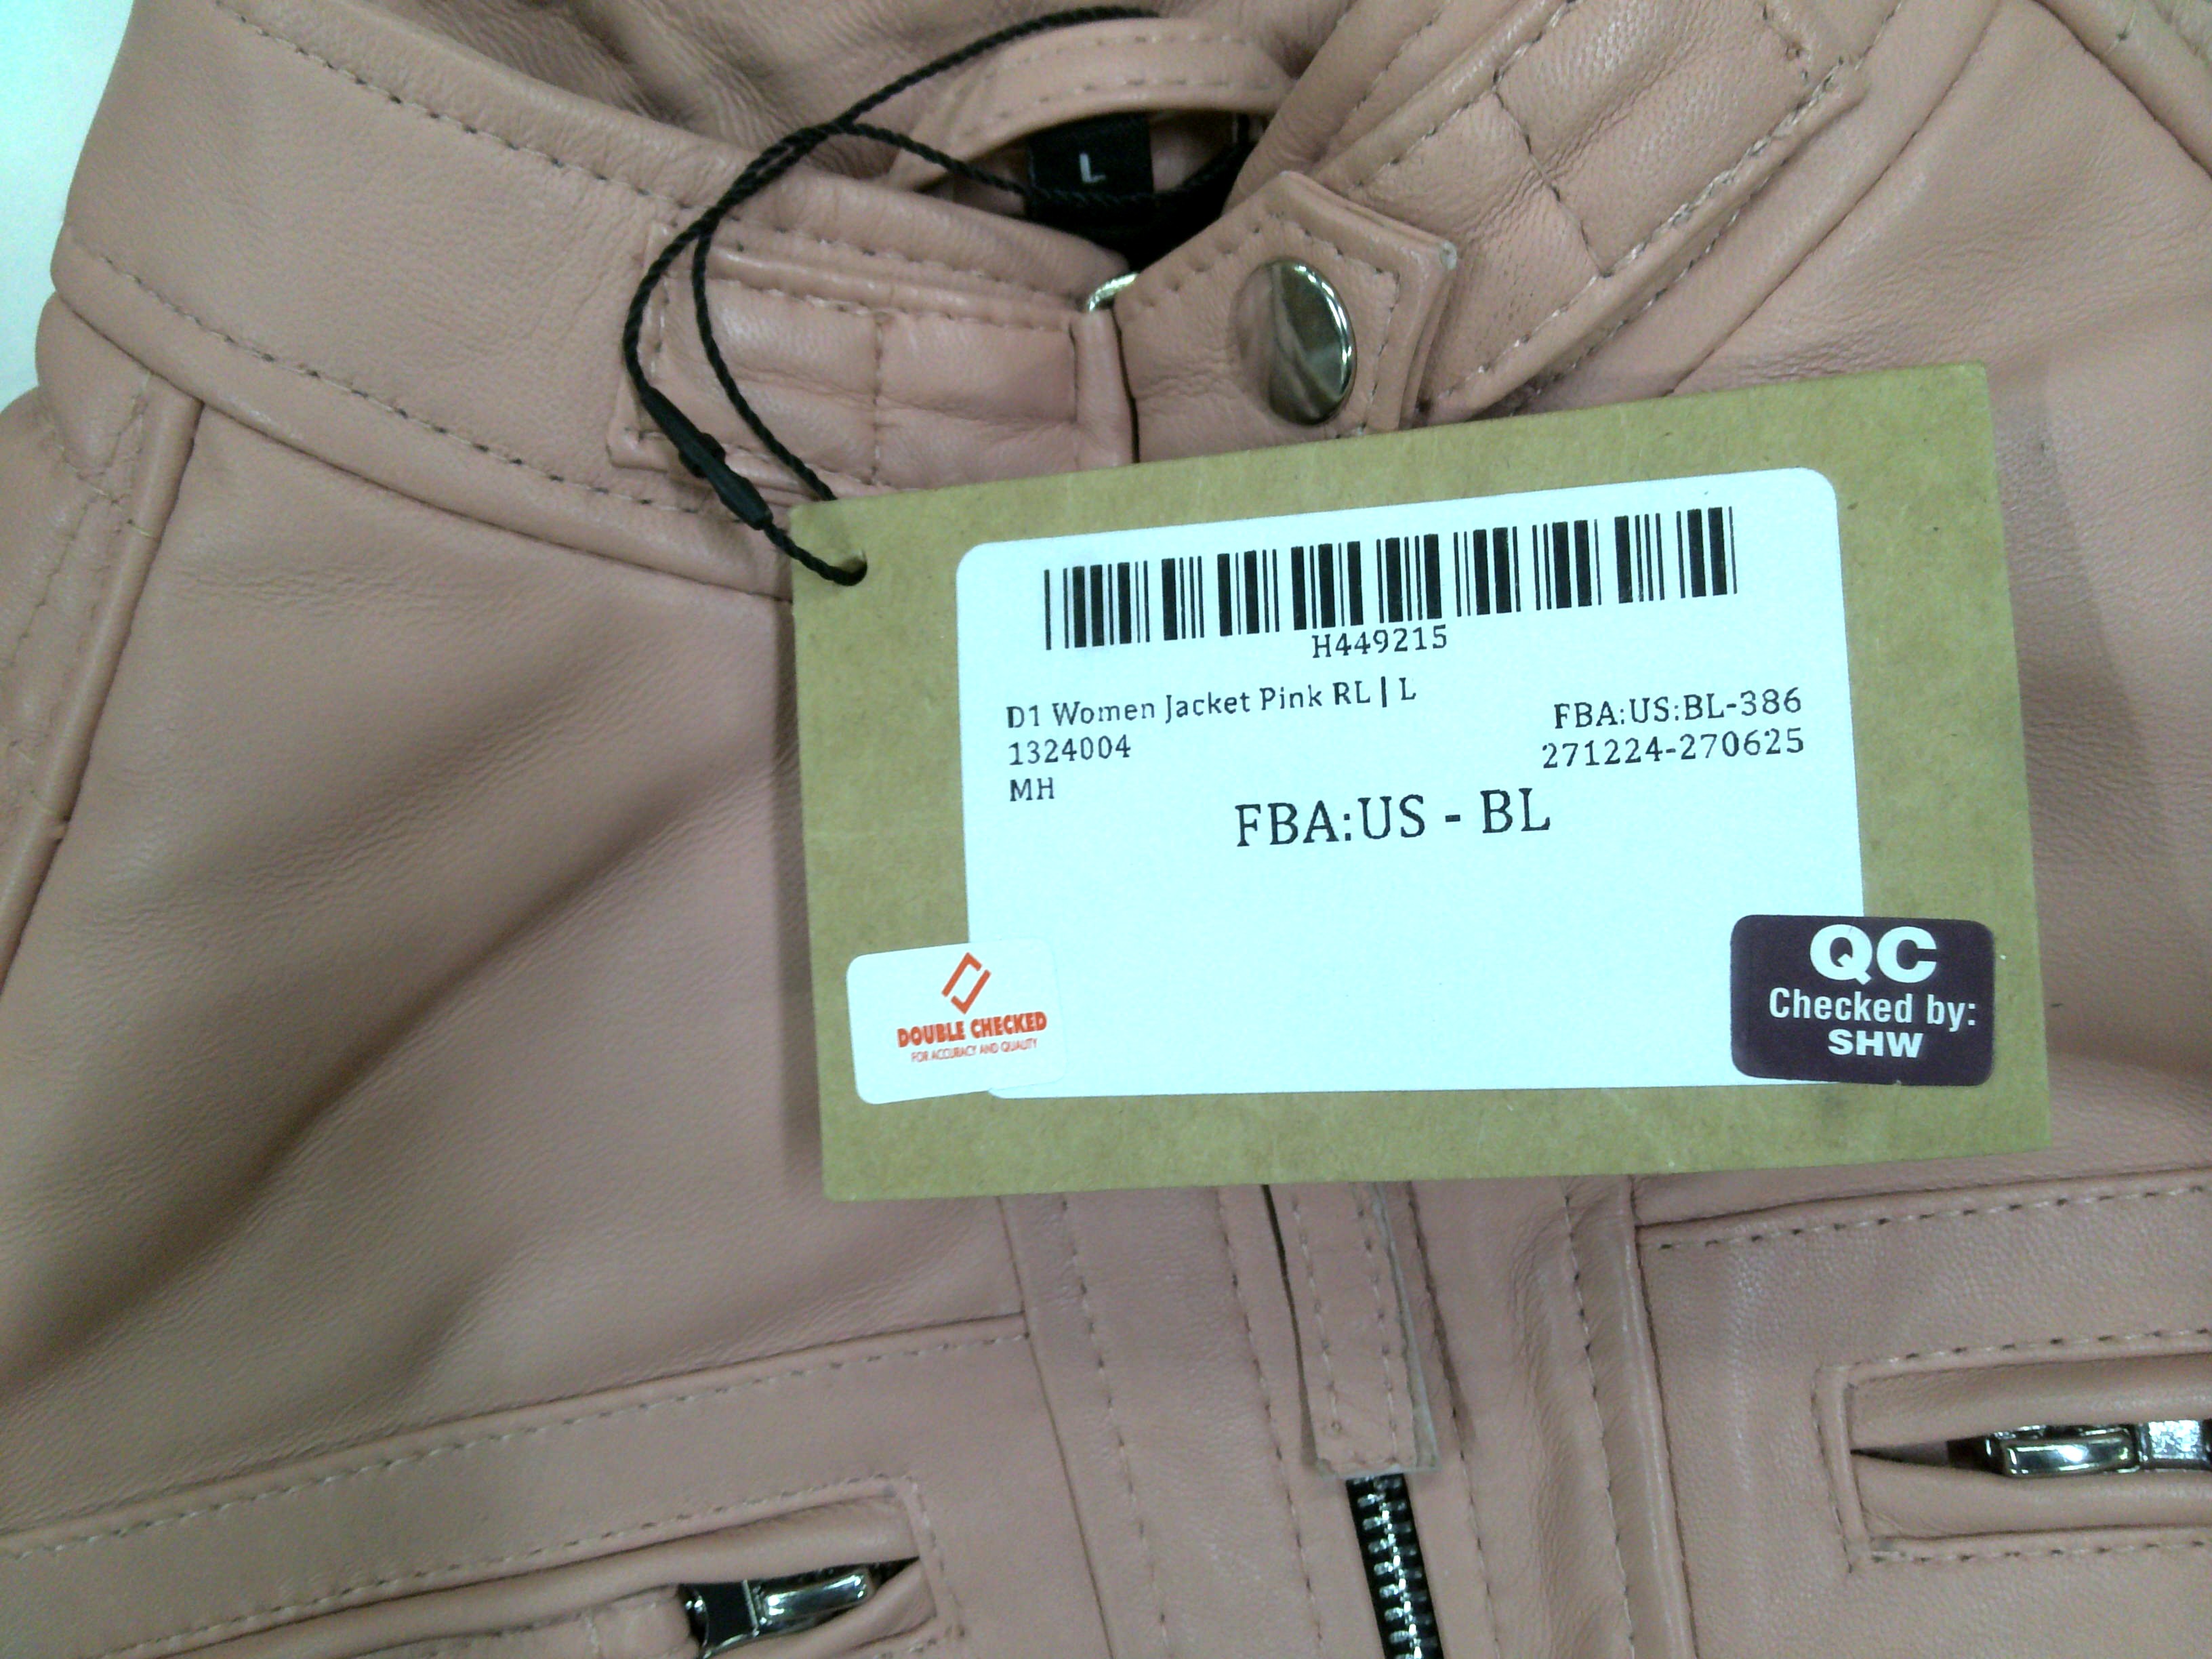 L
H449215
D1 Women Jacket Pink RL | L
1324004
MH
FBA:US:BL-386
271224-270625
FBA:US - BL
DOUBLE CHECKED
FOR ACCURACY AND QUALITY
QC
Checked by:
SHW